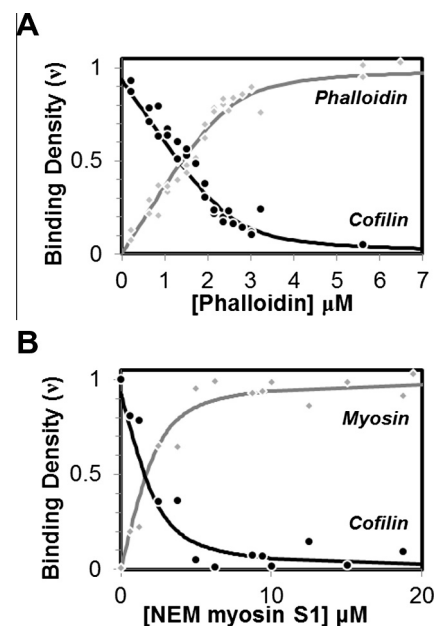 A
Binding Density (ν)
1
0.5
0
Phalloidin
Cofilin
0 1 2 3 4 5 6 7
[Phalloidin] μM
B
Binding Density (ν)
1
0.5
0
Myosin
Cofilin
0 10 20
[NEM myosin S1] μM